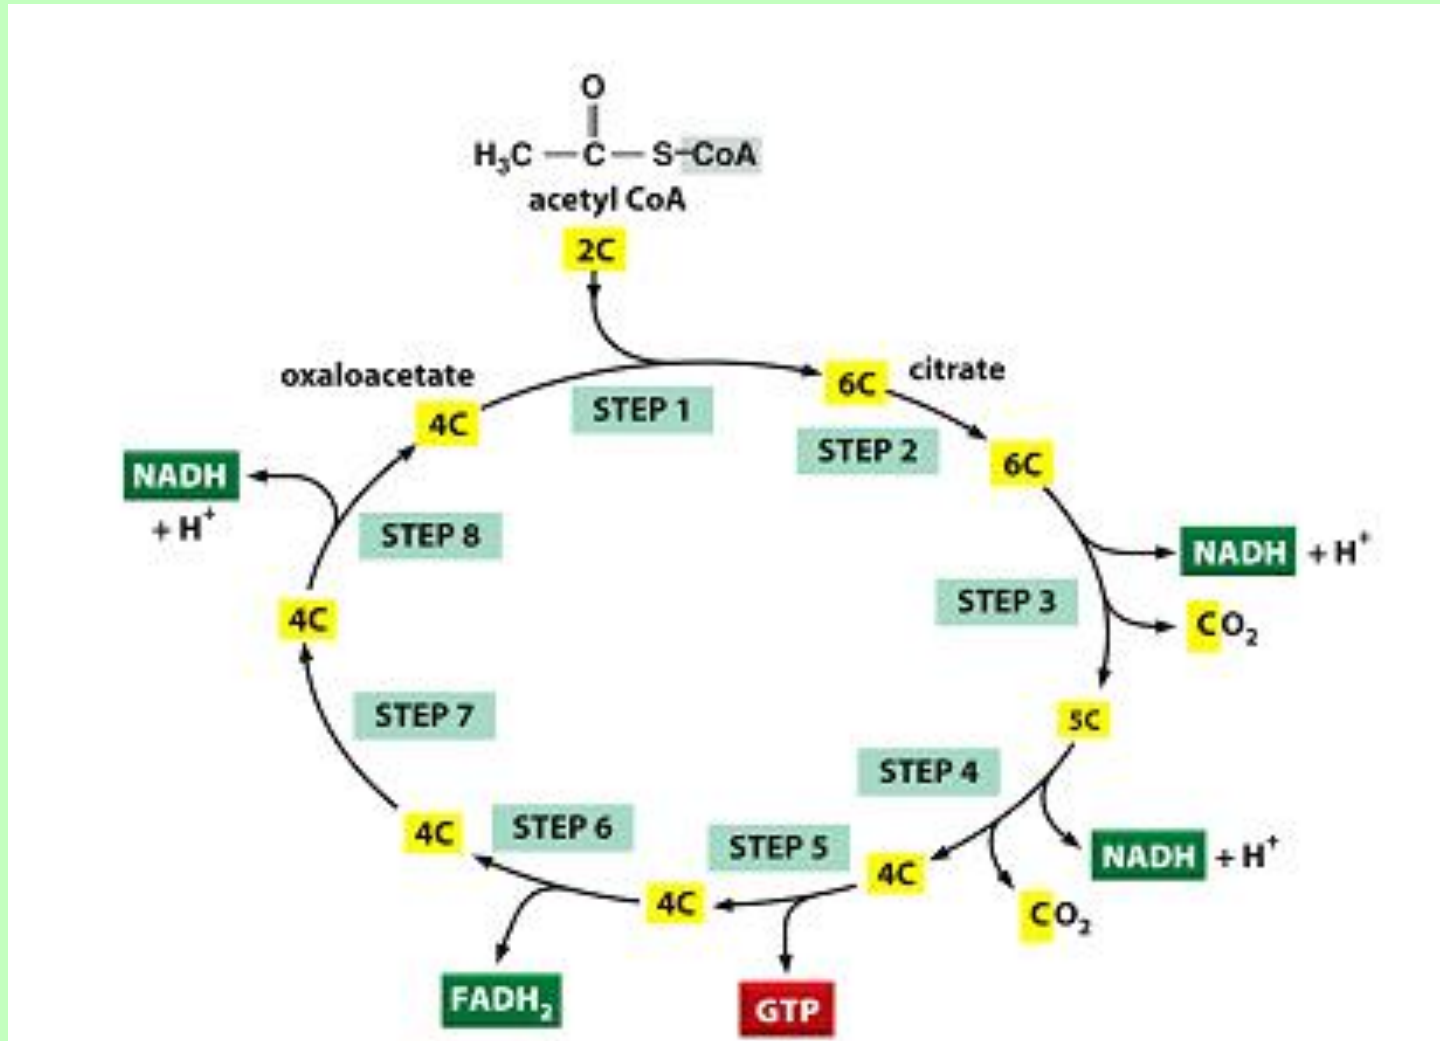 O
H₃C — C — S-CoA
acetyl CoA
2C
oxaloacetate
4C
STEP 1
6C
citrate
STEP 2
6C
NADH
+ H⁺
STEP 8
NADH + H⁺
STEP 3
CO₂
4C
STEP 7
5C
STEP 4
4C
STEP 6
STEP 5
4C
NADH + H⁺
4C
CO₂
FADH₂
GTP